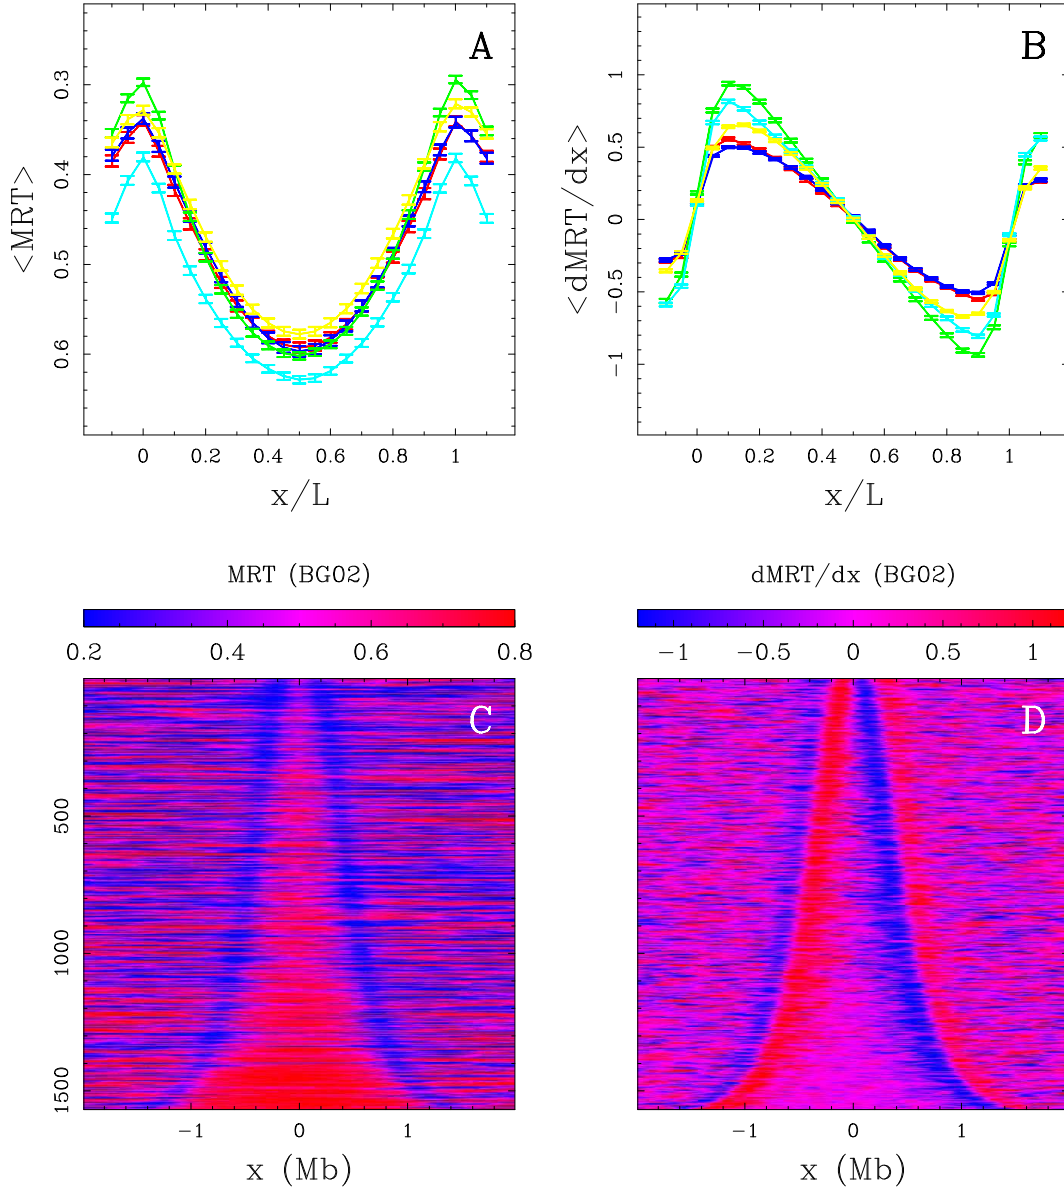 A
<MRT>
0.3
0.4
0.5
0.6
0 0.2 0.4 0.6 0.8 1
x/L
B
<dMRT/dx>
1
0.5
0
−0.5
−1
0 0.2 0.4 0.6 0.8 1
x/L
MRT (BG02)
0.2 0.4 0.6 0.8
C
500
1000
1500
−1 0 1
x (Mb)
dMRT/dx (BG02)
−1 −0.5 0 0.5 1
D
−1 0 1
x (Mb)